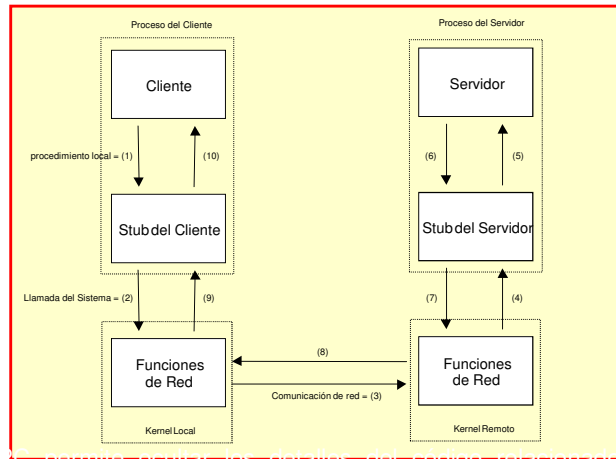 Proceso del Cliente
Proceso del Servidor
Cliente
Servidor
procedimiento local = (1)
(10)
(6)
(5)
Stub del Cliente
Stub del Servidor
Llamada del Sistema = (2)
(9)
(7)
(4)
(8)
Funciones
de Red
Funciones
de Red
Comunicación de red = (3)
Kernel Local
Kernel Remoto